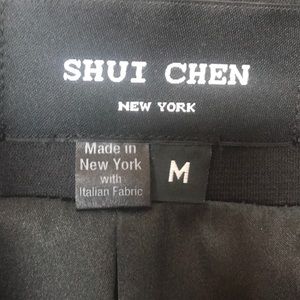 SHUI CHEN
NEW YORK
Made in
New York
with
Italian Fabric
M